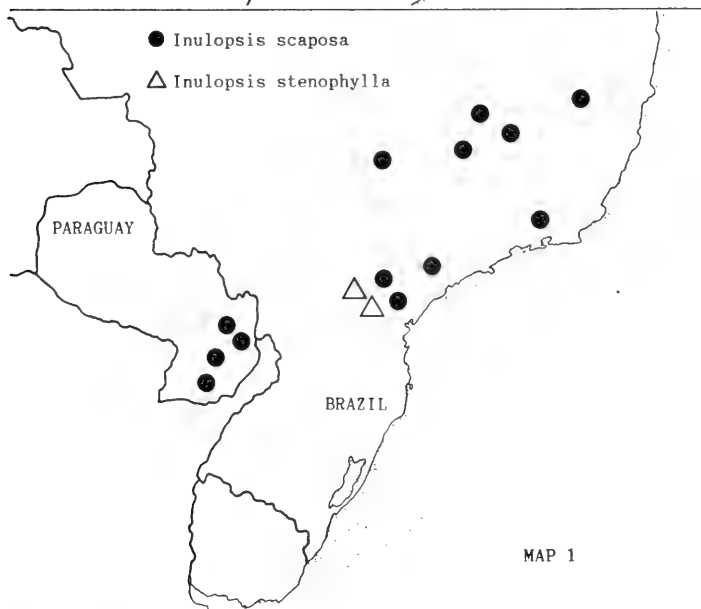 Inulopsis scaposa
Inulopsis stenophylla
PARAGUAY
BRAZIL
MAP 1